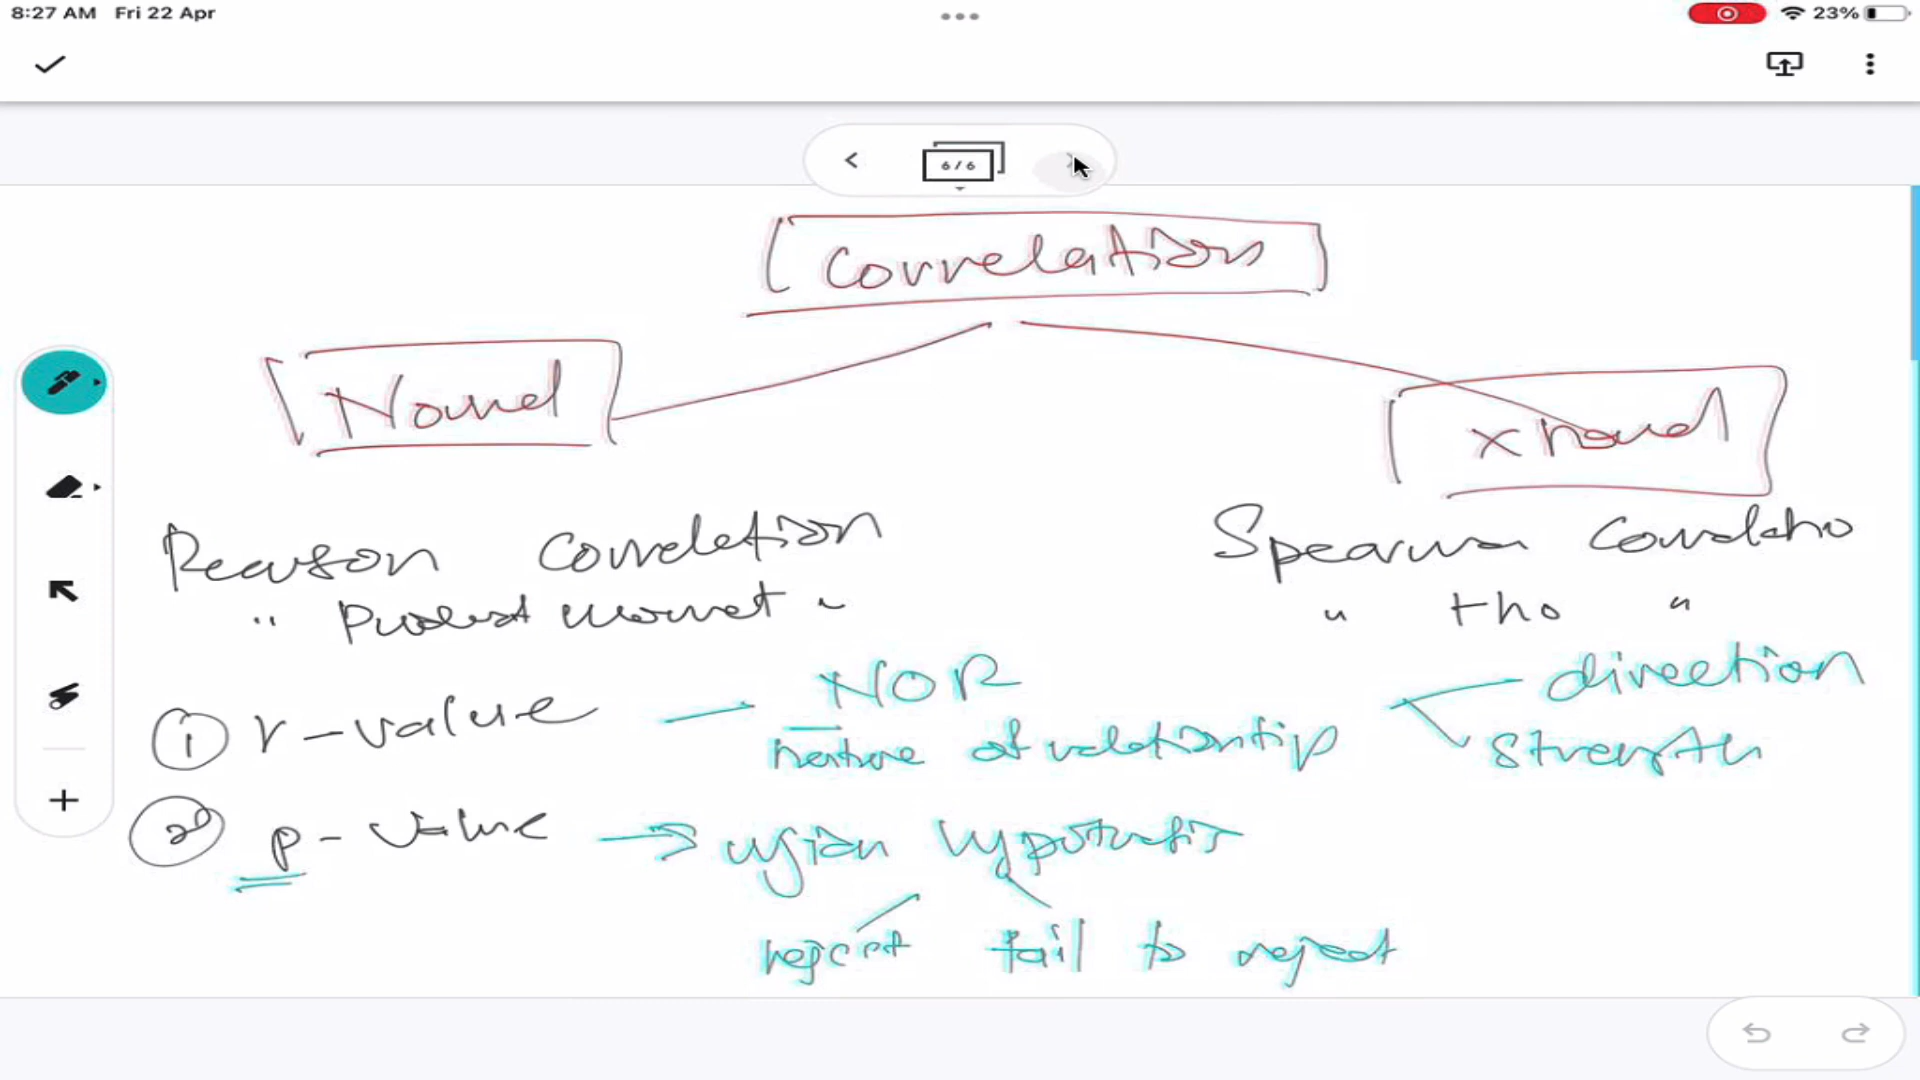 8:27 AM Fri 22 Apr
23%
6/6
Correlation
Normal
x normal
Pearson Correlation
" Product moment "
Spearman Correlation
" rho "
① r-value — NOR
nature of relationship
direction
strength
② p-value → hypothesis
reject fail to reject